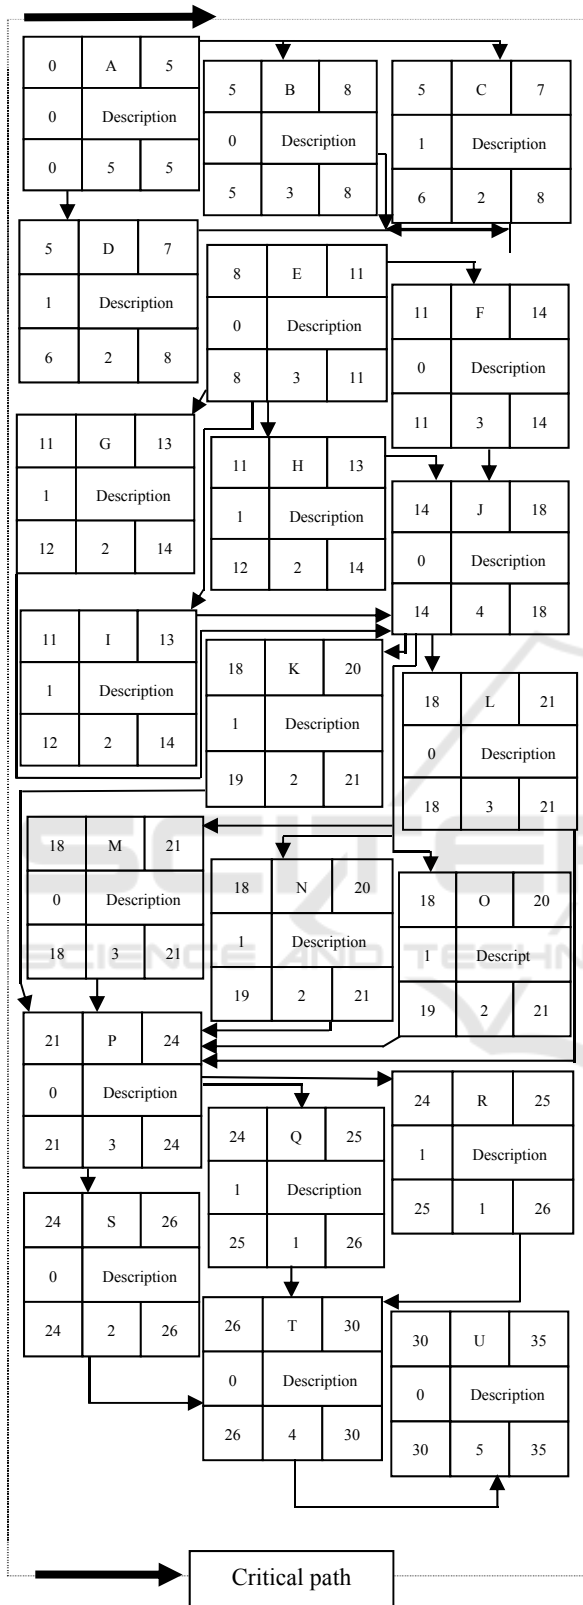 0 A 5
0 Description
0 5 5
5 B 8
0 Description
5 3 8
5 C 7
1 Description
6 2 8
5 D 7
1 Description
6 2 8
8 E 11
0 Description
8 3 11
11 F 14
0 Description
11 3 14
11 G 13
1 Description
12 2 14
11 H 13
1 Description
12 2 14
14 J 18
0 Description
14 4 18
11 I 13
1 Description
12 2 14
18 K 20
1 Description
19 2 21
18 L 21
0 Description
18 3 21
18 M 21
0 Description
18 3 21
18 N 20
1 Description
19 2 21
18 O 20
1 Descript
19 2 21
21 P 24
0 Description
21 3 24
24 Q 25
1 Description
25 1 26
24 R 25
1 Description
25 1 26
24 S 26
0 Description
24 2 26
26 T 30
0 Description
26 4 30
30 U 35
0 Description
30 5 35
Critical path